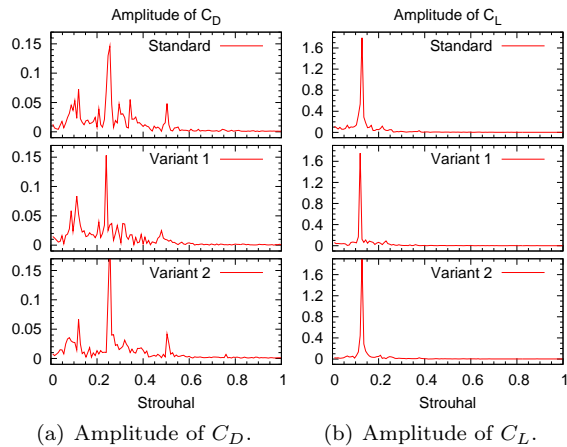 Amplitude of C_D Amplitude of C_L
Standard Standard
0.15 1.6
0.1 1.2
0.8
0.05 0.4
0 0
Variant 1 Variant 1
0.15 1.6
0.1 1.2
0.8
0.05 0.4
0 0
Variant 2 Variant 2
0.15 1.6
0.1 1.2
0.8
0.05 0.4
0 0
0 0.2 0.4 0.6 0.8 1 0 0.2 0.4 0.6 0.8 1
Strouhal Strouhal
(a) Amplitude of C_D. (b) Amplitude of C_L.